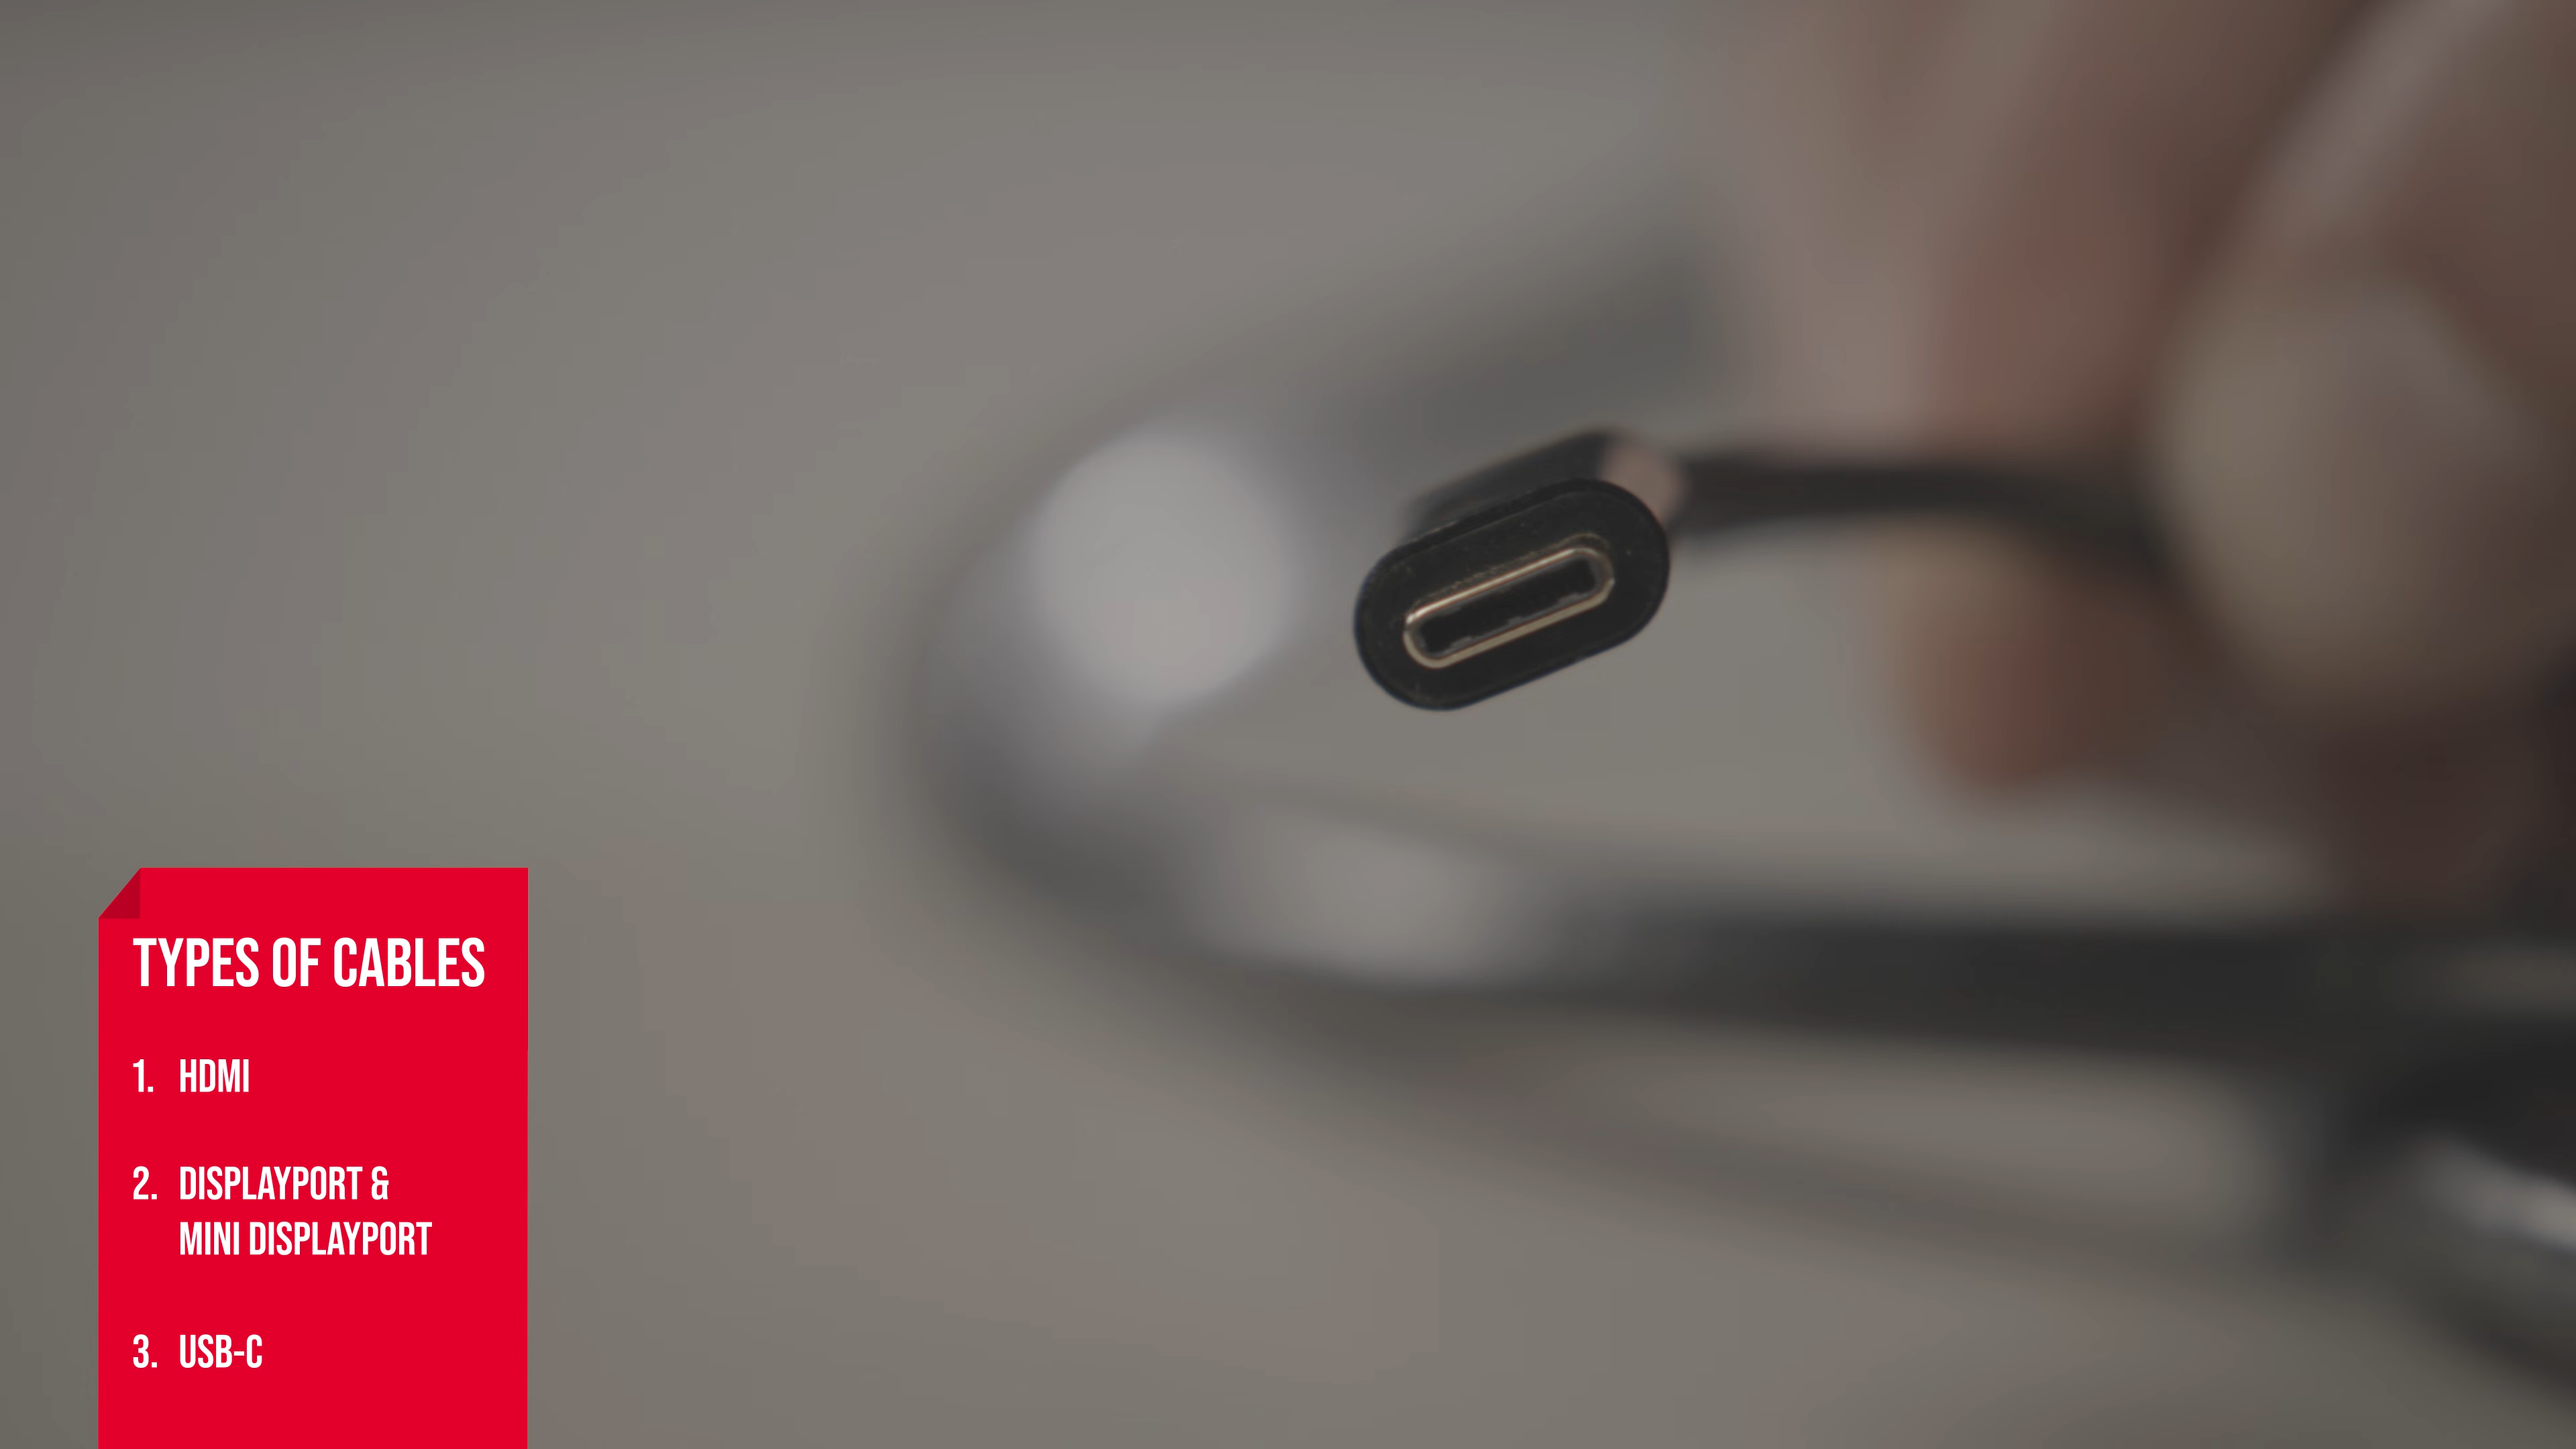 TYPES OF CABLES
1. HDMI
2. DISPLAYPORT &
MINI DISPLAYPORT
3. USB-C